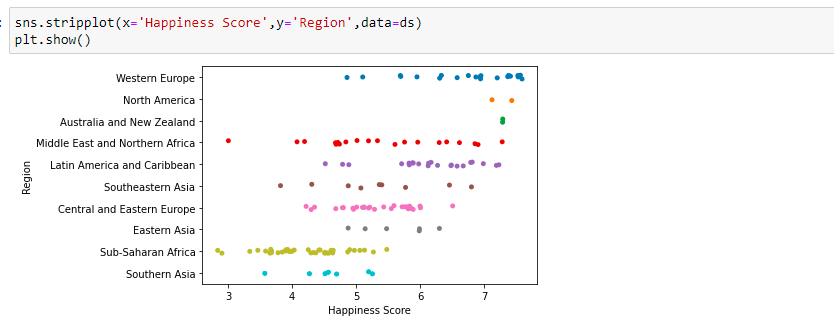 sns.stripplot(x='Happiness Score',y='Region',data=ds)
plt.show()
Western Europe
North America
Australia and New Zealand
Middle East and Northern Africa
Latin America and Caribbean
Southeastern Asia
Central and Eastern Europe
Eastern Asia
Sub-Saharan Africa
Southern Asia
Region
3 4 5 6 7
Happiness Score